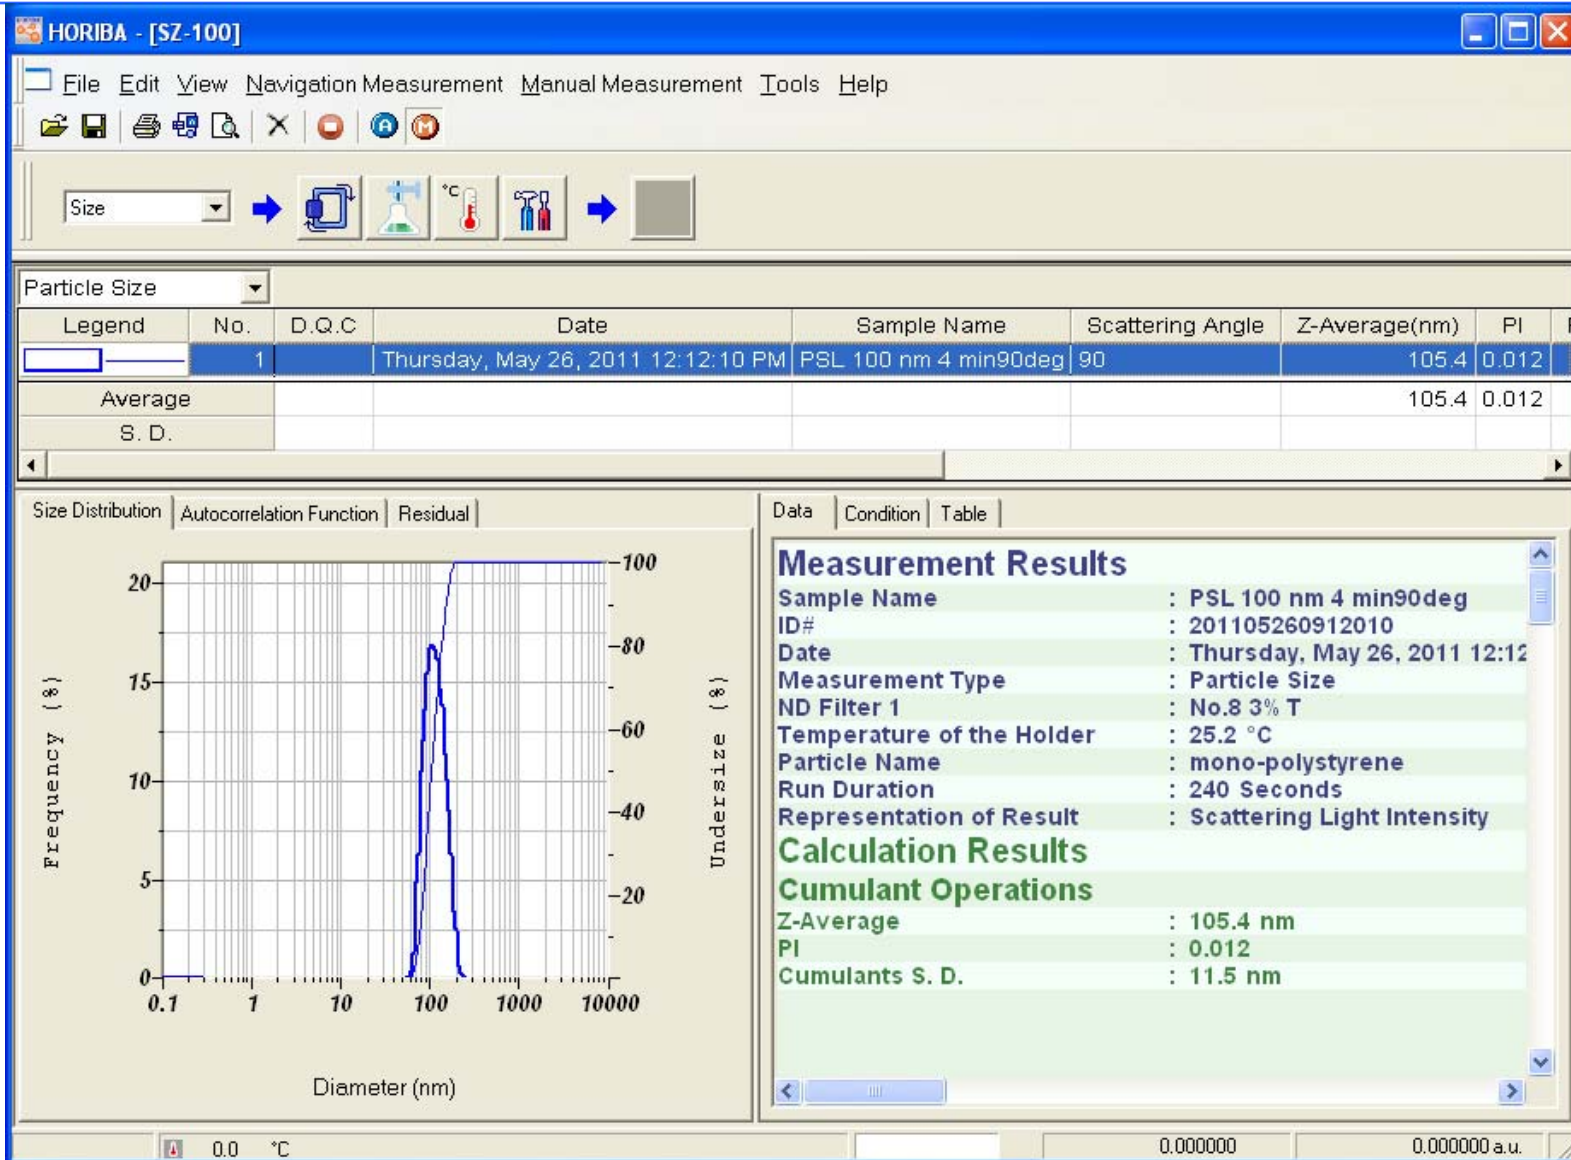 HORIBA - [SZ-100]
File Edit View Navigation Measurement Manual Measurement Tools Help
A M
Size °C
Particle Size
Legend No. D.Q.C Date Sample Name Scattering Angle Z-Average(nm) PI
1 Thursday, May 26, 2011 12:12:10 PM PSL 100 nm 4 min90deg 90 105.4 0.012
Average 105.4 0.012
S. D.
Size Distribution Autocorrelation Function Residual
20 15 10 5 0
Frequency (%)
100 80 60 40 20
Undersize (%)
0.1 1 10 100 1000 10000
Diameter (nm)
Data Condition Table
Measurement Results
Sample Name : PSL 100 nm 4 min90deg
ID# : 201105260912010
Date : Thursday, May 26, 2011 12:12
Measurement Type : Particle Size
ND Filter 1 : No.8 3% T
Temperature of the Holder : 25.2 °C
Particle Name : mono-polystyrene
Run Duration : 240 Seconds
Representation of Result : Scattering Light Intensity
Calculation Results
Cumulant Operations
Z-Average : 105.4 nm
PI : 0.012
Cumulants S. D. : 11.5 nm
0.0 °C 0.000000 0.000000 a.u.